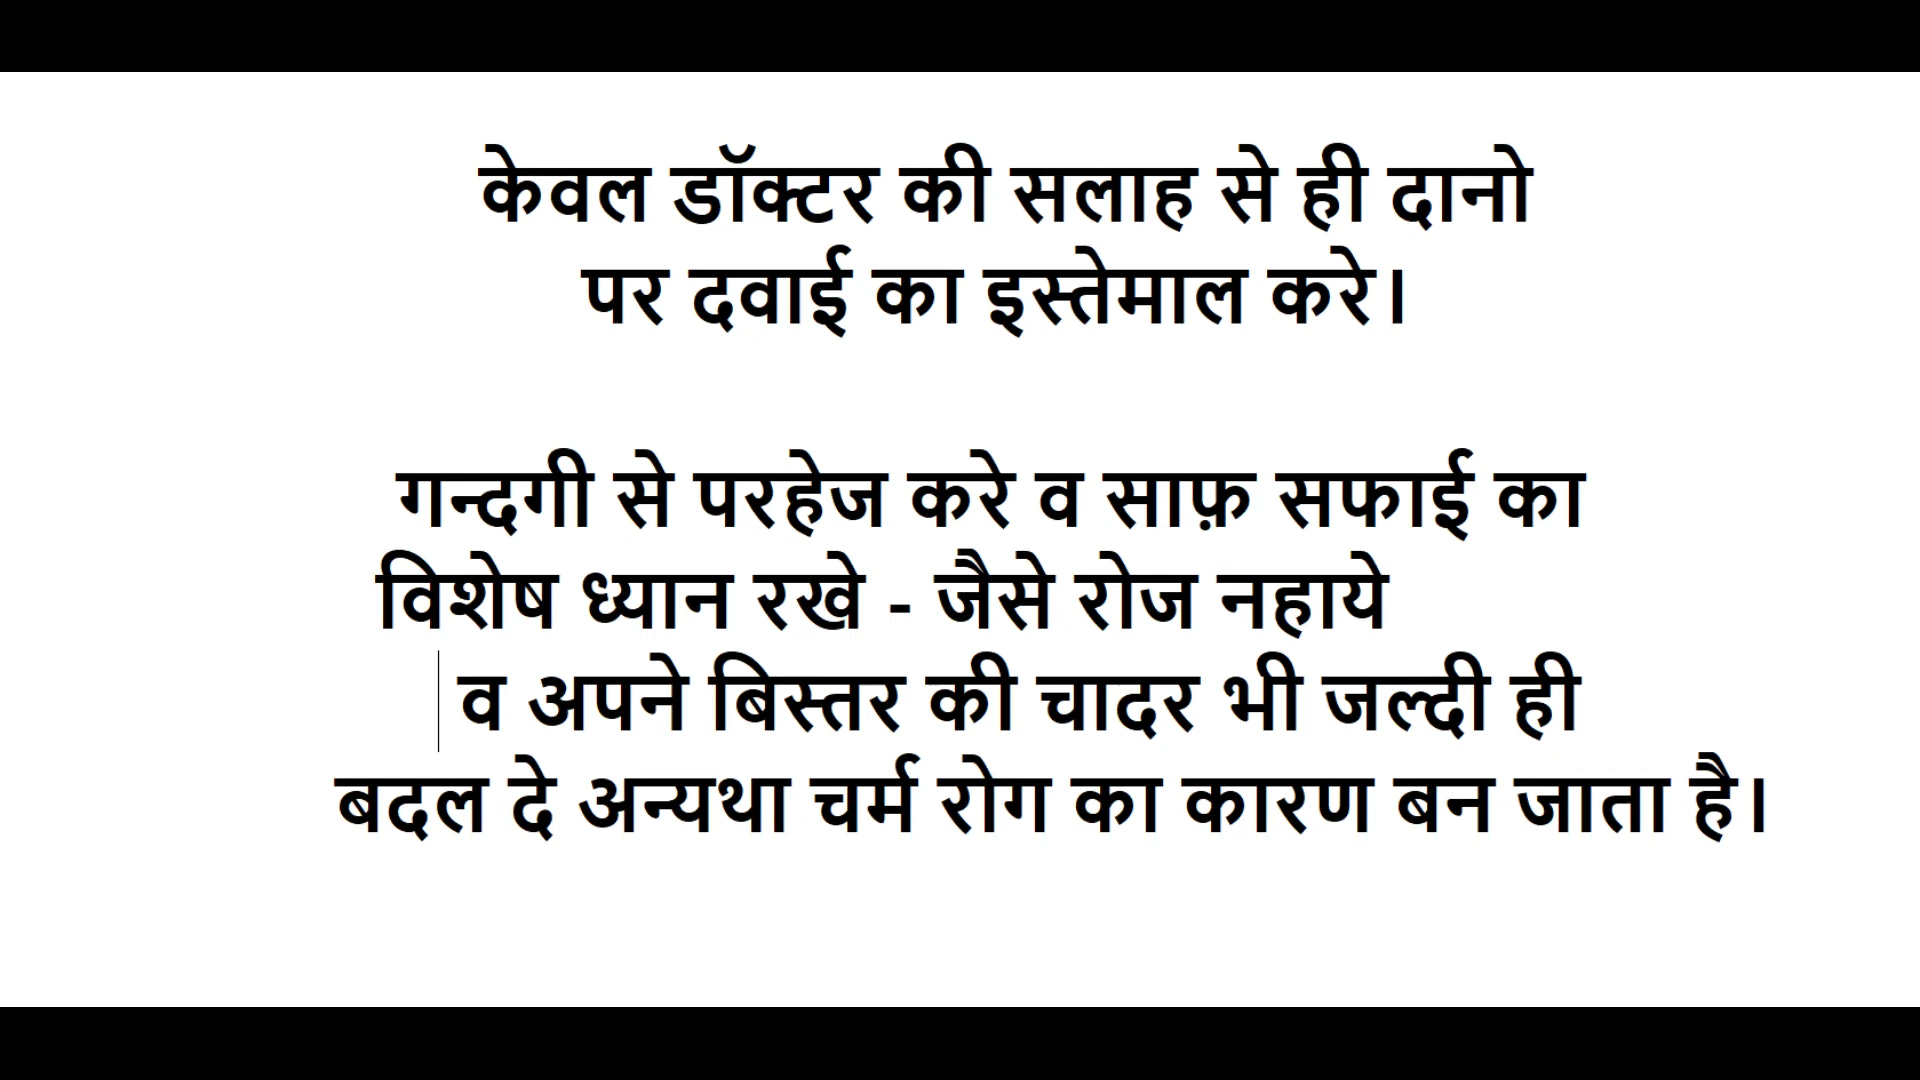 केवल डॉक्टर की सलाह से ही दानो
पर दवाई का इस्तेमाल करे।
गन्दगी से परहेज करे व साफ़ सफाई का
विशेष ध्यान रखे - जैसे रोज नहाये
व अपने बिस्तर की चादर भी जल्दी ही
बदल दे अन्यथा चर्म रोग का कारण बन जाता है।